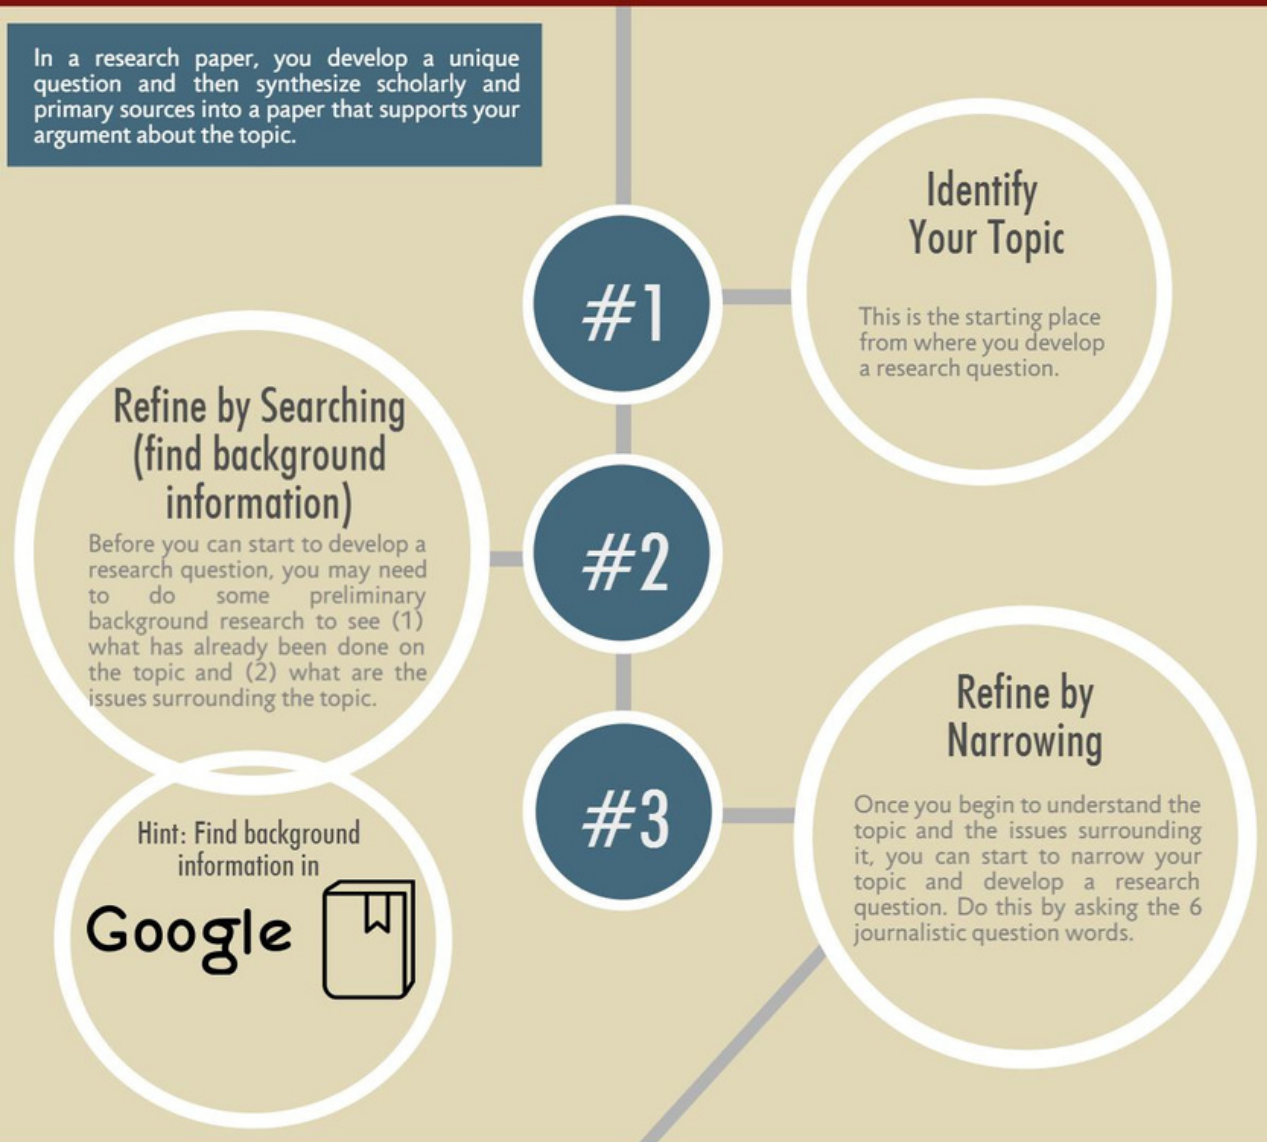 In a research paper, you develop a unique
question and then synthesize scholarly and
primary sources into a paper that supports your
argument about the topic.
#1
Identify
Your Topic
This is the starting place
from where you develop
a research question.
#2
Refine by Searching
(find background
information)
Before you can start to develop a
research question, you may need
to do some preliminary
background research to see (1)
what has already been done on
the topic and (2) what are the
issues surrounding the topic.
Hint: Find background
information in
Google
#3
Refine by
Narrowing
Once you begin to understand the
topic and the issues surrounding
it, you can start to narrow your
topic and develop a research
question. Do this by asking the 6
journalistic question words.